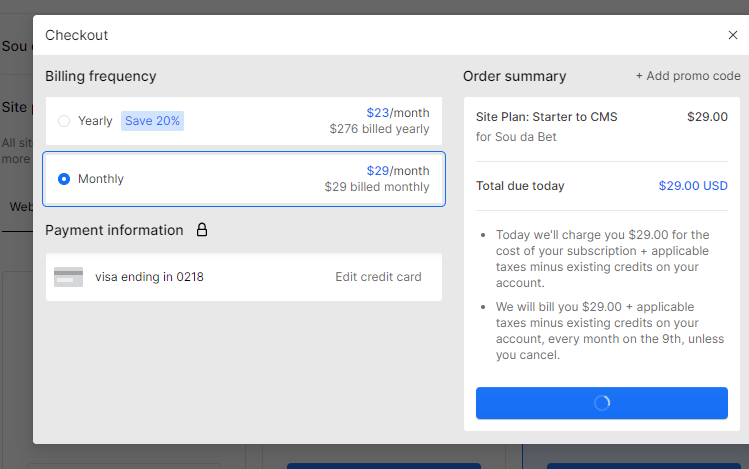 Checkout
Billing frequency
Yearly Save 20%
$23/month
$276 billed yearly
Monthly
$29/month
$29 billed monthly
Payment information
visa ending in 0218
Edit credit card
Order summary
+ Add promo code
Site Plan: Starter to CMS
$29.00
for Sou da Bet
Total due today
$29.00 USD
• Today we'll charge you $29.00 for the
cost of your subscription + applicable
taxes minus existing credits on your
account.
• We will bill you $29.00 + applicable
taxes minus existing credits on your
account, every month on the 9th, unless
you cancel.
Sou
Site
All sit
more
Web